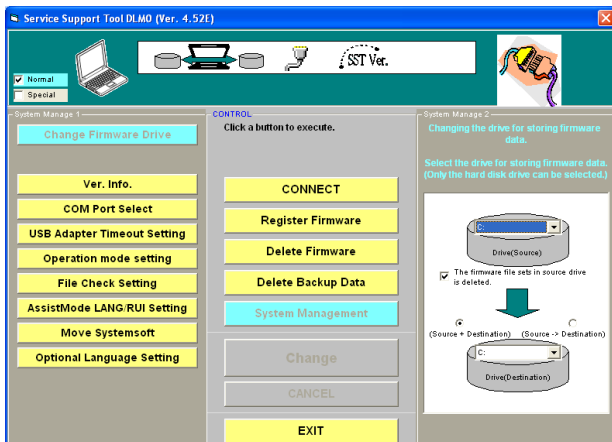 Service Support Tool DLMO (Ver. 4.52E)
Normal
Special
SST Ver.
System Manage 1
Change Firmware Drive
Ver. Info.
COM Port Select
USB Adapter Timeout Setting
Operation mode setting
File Check Setting
AssistMode LANG/RUI Setting
Move Systemsoft
Optional Language Setting
CONTROL
Click a button to execute.
CONNECT
Register Firmware
Delete Firmware
Delete Backup Data
System Management
Change
CANCEL
EXIT
System Manage 2
Changing the drive for storing firmware
data.
Select the drive for storing firmware data.
(Only the hard disk drive can be selected.)
C:
Drive(Source)
The firmware file sets in source drive
is deleted.
(Source + Destination) (Source -> Destination)
C:
Drive(Destination)